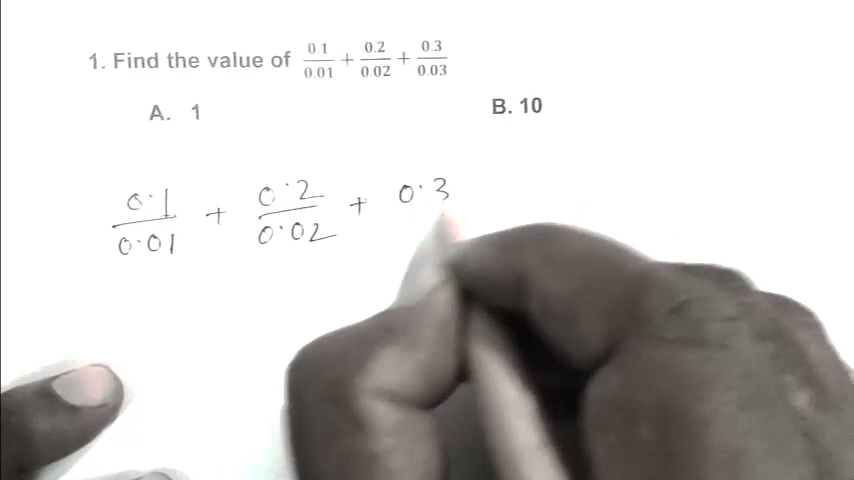 1. Find the value of 0.1/0.01 + 0.2/0.02 + 0.3/0.03
A. 1 B. 10
0.1/0.01 + 0.2/0.02 + 0.3